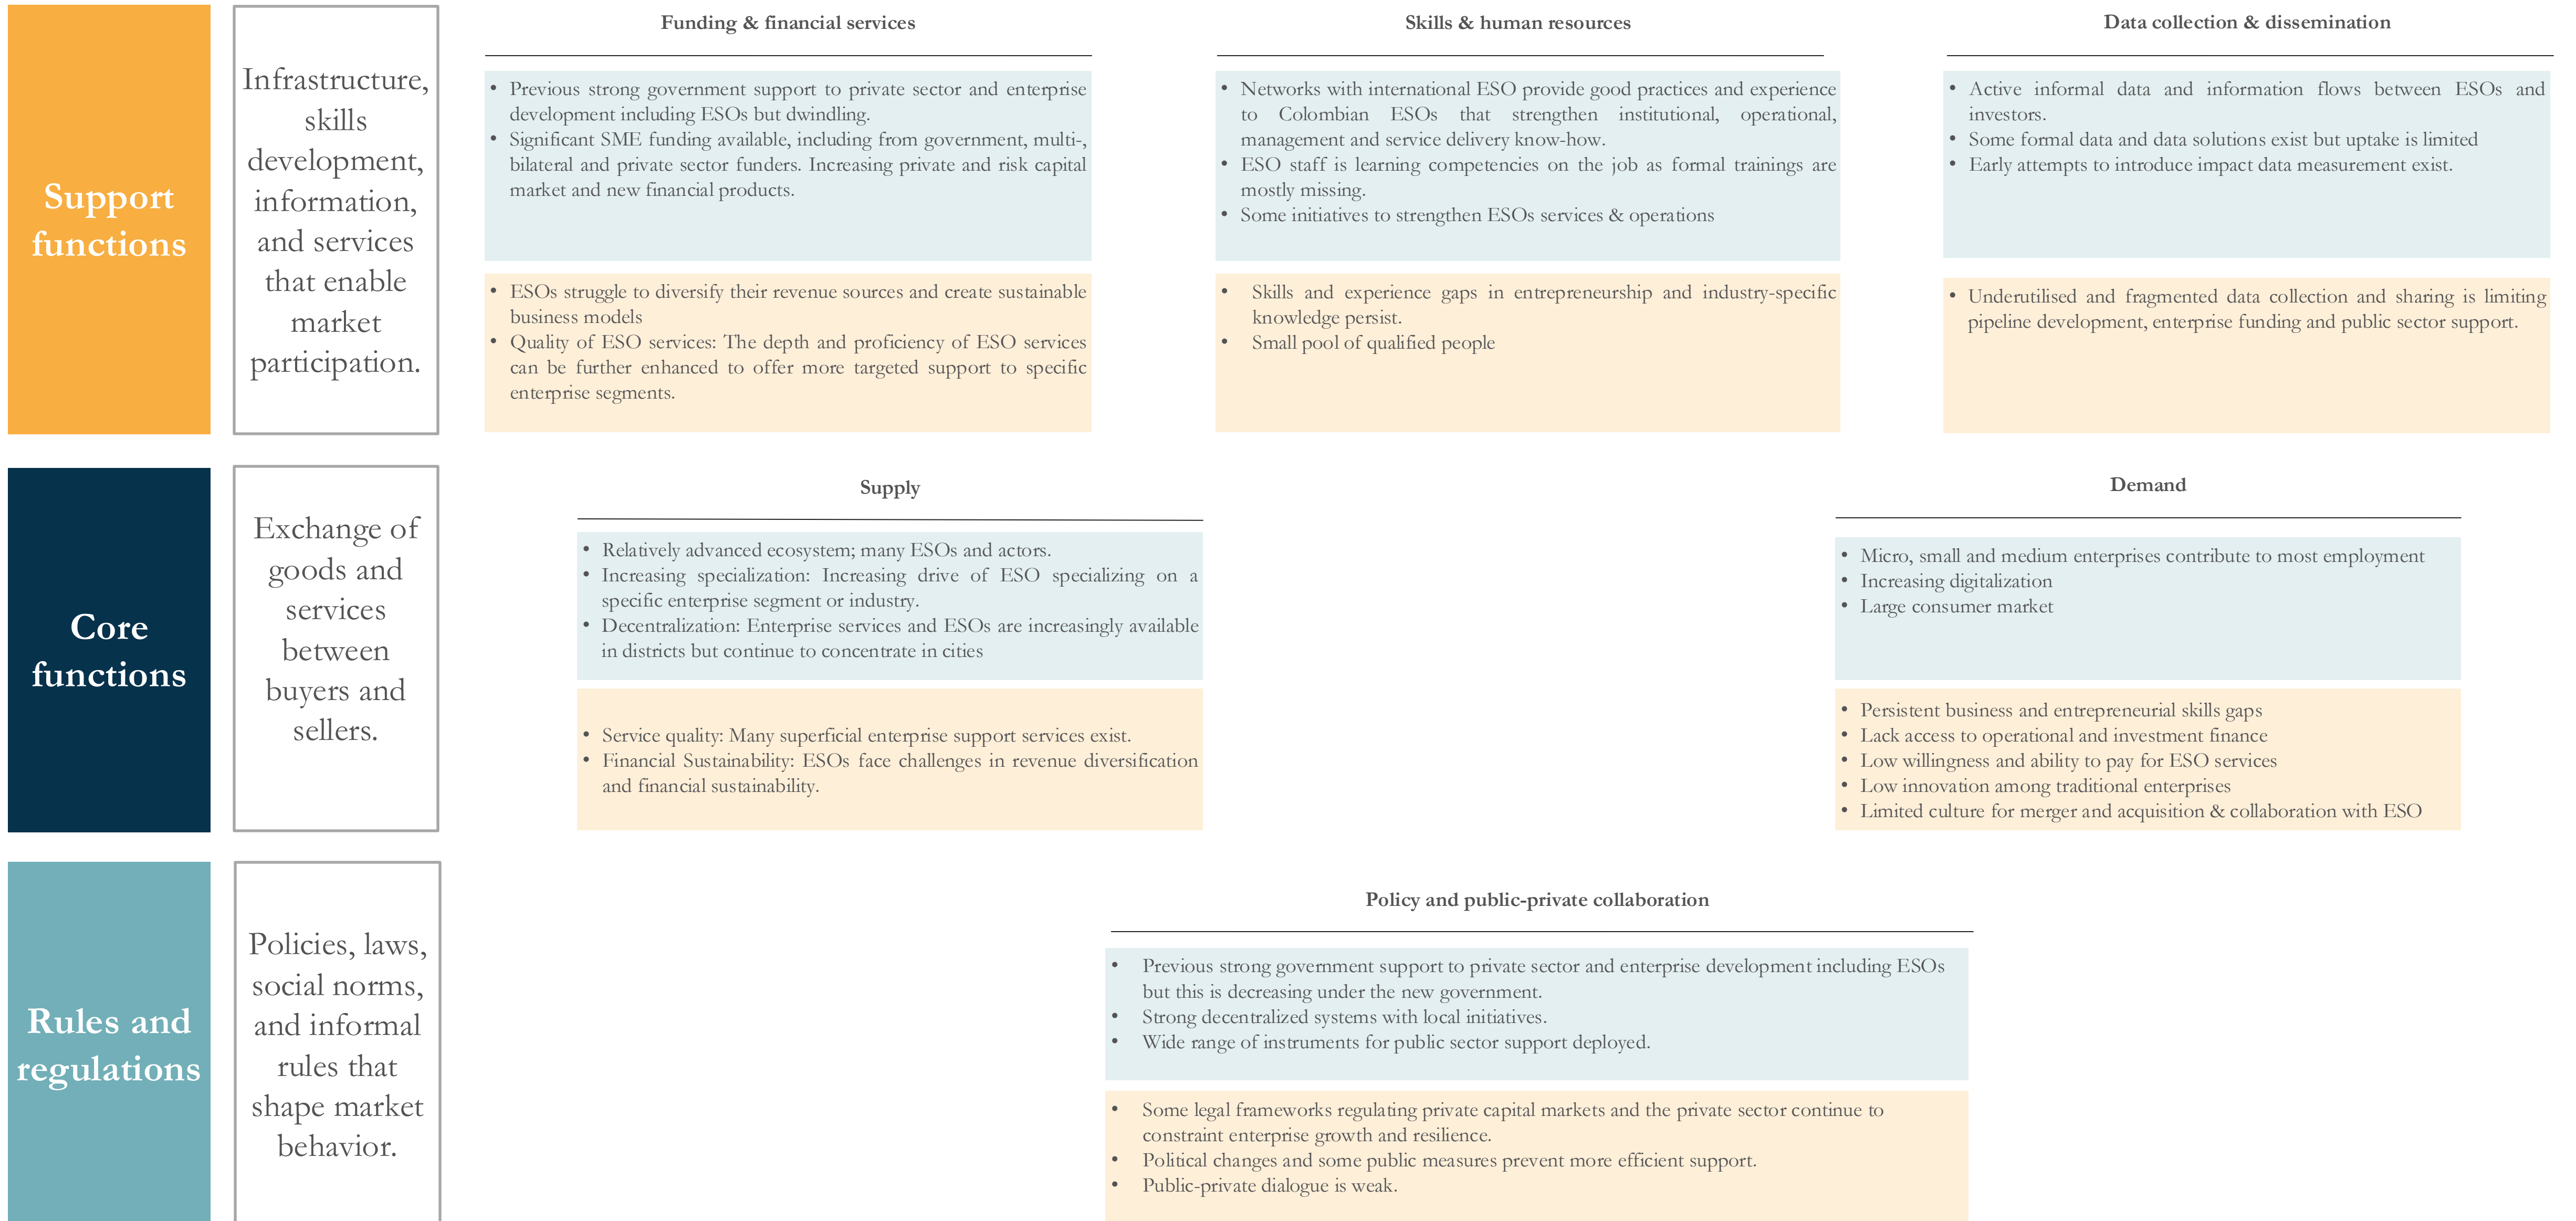 Support
functions
Infrastructure,
skills
development,
information,
and services
that enable
market
participation.
Funding & financial services
• Previous strong government support to private sector and enterprise
development including ESOs but dwindling.
• Significant SME funding available, including from government, multi-,
bilateral and private sector funders. Increasing private and risk capital
market and new financial products.
• ESOs struggle to diversify their revenue sources and create sustainable
business models
• Quality of ESO services: The depth and proficiency of ESO services
can be further enhanced to offer more targeted support to specific
enterprise segments.
Skills & human resources
• Networks with international ESO provide good practices and experience
to Colombian ESOs that strengthen institutional, operational,
management and service delivery know-how.
• ESO staff is learning competencies on the job as formal trainings are
mostly missing.
• Some initiatives to strengthen ESOs services & operations
• Skills and experience gaps in entrepreneurship and industry-specific
knowledge persist.
• Small pool of qualified people
Data collection & dissemination
• Active informal data and information flows between ESOs and
investors.
• Some formal data and data solutions exist but uptake is limited
• Early attempts to introduce impact data measurement exist.
• Underutilised and fragmented data collection and sharing is limiting
pipeline development, enterprise funding and public sector support.
Core
functions
Exchange of
goods and
services
between
buyers and
sellers.
Supply
• Relatively advanced ecosystem; many ESOs and actors.
• Increasing specialization: Increasing drive of ESO specializing on a
specific enterprise segment or industry.
• Decentralization: Enterprise services and ESOs are increasingly available
in districts but continue to concentrate in cities
• Service quality: Many superficial enterprise support services exist.
• Financial Sustainability: ESOs face challenges in revenue diversification
and financial sustainability.
Demand
• Micro, small and medium enterprises contribute to most employment
• Increasing digitalization
• Large consumer market
• Persistent business and entrepreneurial skills gaps
• Lack access to operational and investment finance
• Low willingness and ability to pay for ESO services
• Low innovation among traditional enterprises
• Limited culture for merger and acquisition & collaboration with ESO
Rules and
regulations
Policies, laws,
social norms,
and informal
rules that
shape market
behavior.
Policy and public-private collaboration
• Previous strong government support to private sector and enterprise development including ESOs
but this is decreasing under the new government.
• Strong decentralized systems with local initiatives.
• Wide range of instruments for public sector support deployed.
• Some legal frameworks regulating private capital markets and the private sector continue to
constraint enterprise growth and resilience.
• Political changes and some public measures prevent more efficient support.
• Public-private dialogue is weak.